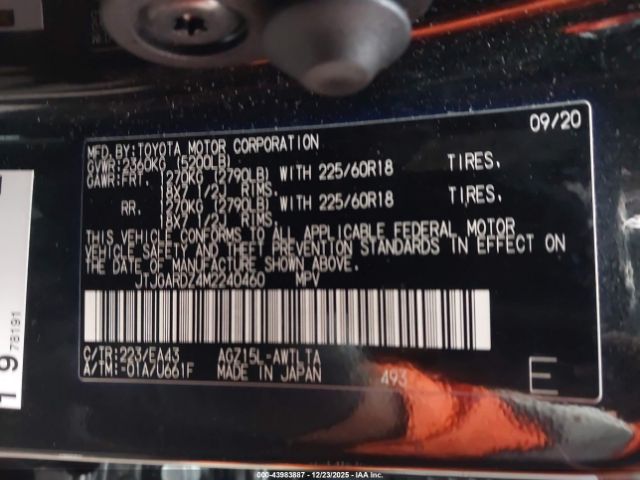 09/20
MFD.BY:TOYOTA MOTOR CORPORATION
GVWR:2360KG (5200LB)
GAWR:FRT. 1270KG (2790LB) WITH 225/60R18 TIRES,
18X7 1/2J RIMS.
RR. 1270KG (2790LB) WITH 225/60R18 TIRES,
18X7 1/2J RIMS.
THIS VEHICLE CONFORMS TO ALL APPLICABLE FEDERAL MOTOR
VEHICLE SAFETY AND THEFT PREVENTION STANDARDS IN EFFECT ON
THE DATE OF MANUFACTURE SHOWN ABOVE.
JTJGARDZ4M2240460 MPV
C/TR:223/EA43 AGZ15L-AWTLTA
A/TM:-01A/U661F MADE IN JAPAN 493
E
19 78191
000-43983887 - 12/23/2025 - IAA Inc.